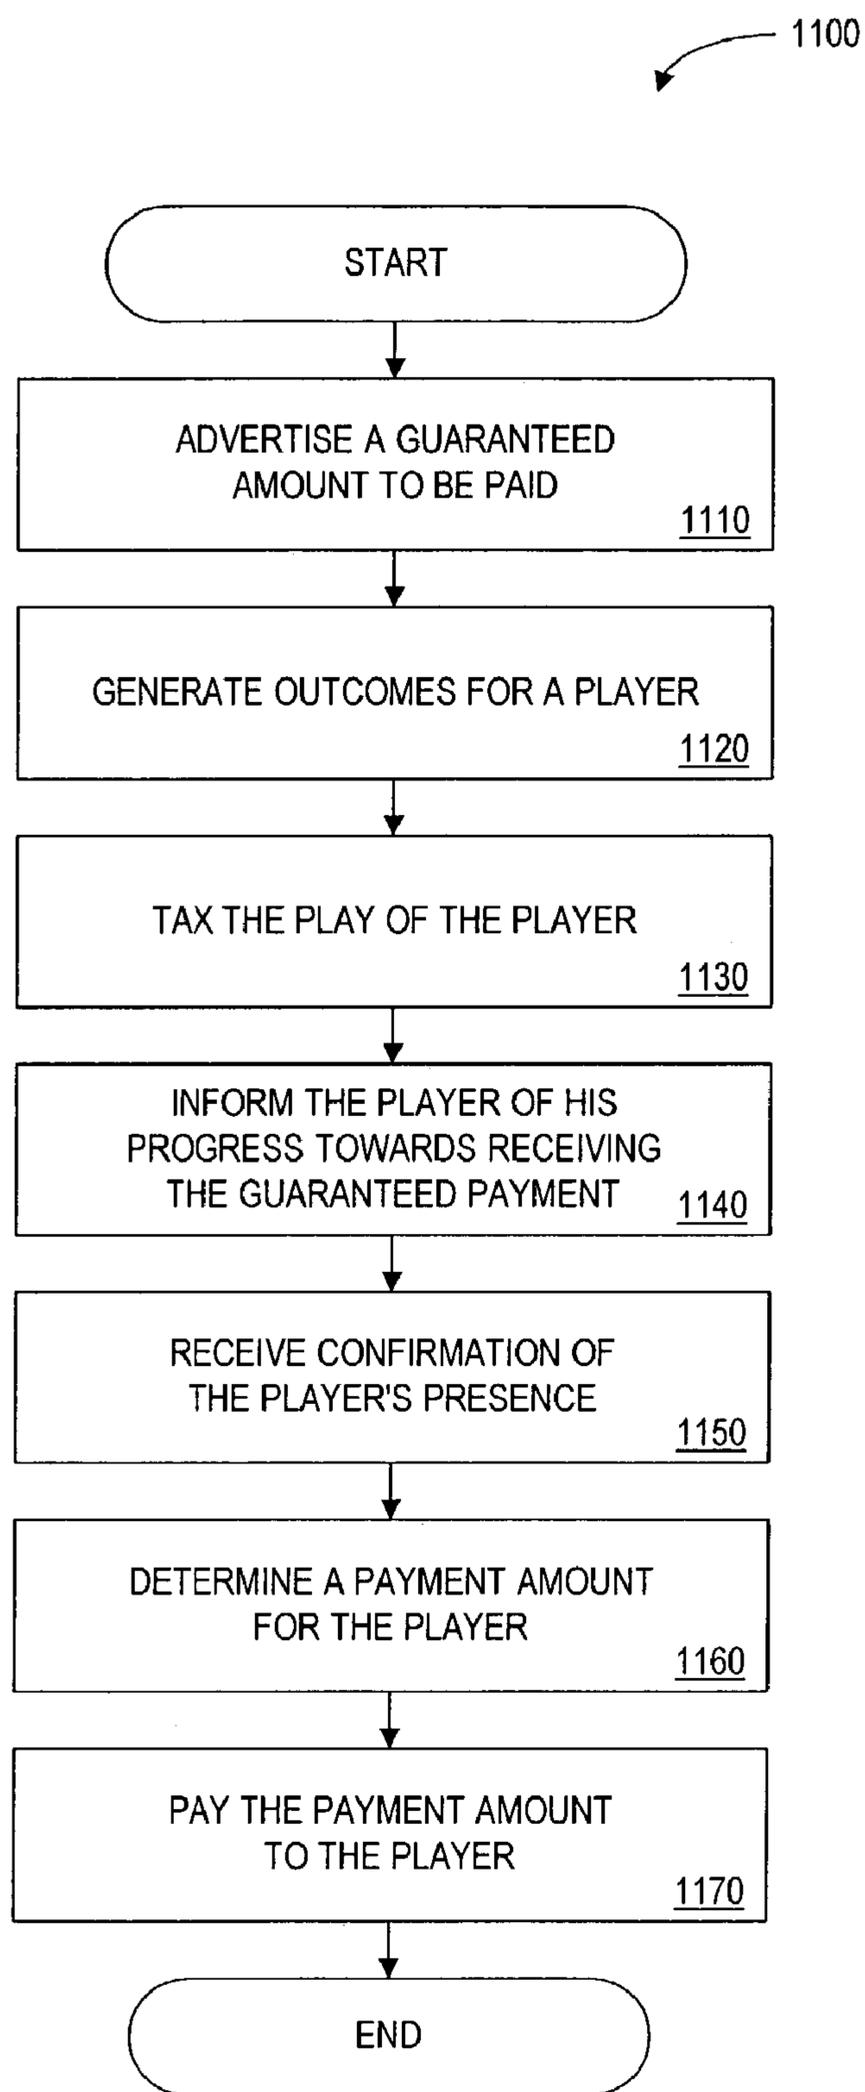 1100
START
ADVERTISE A GUARANTEED
AMOUNT TO BE PAID
1110
GENERATE OUTCOMES FOR A PLAYER
1120
TAX THE PLAY OF THE PLAYER
1130
INFORM THE PLAYER OF HIS
PROGRESS TOWARDS RECEIVING
THE GUARANTEED PAYMENT
1140
RECEIVE CONFIRMATION OF
THE PLAYER'S PRESENCE
1150
DETERMINE A PAYMENT AMOUNT
FOR THE PLAYER
1160
PAY THE PAYMENT AMOUNT
TO THE PLAYER
1170
END